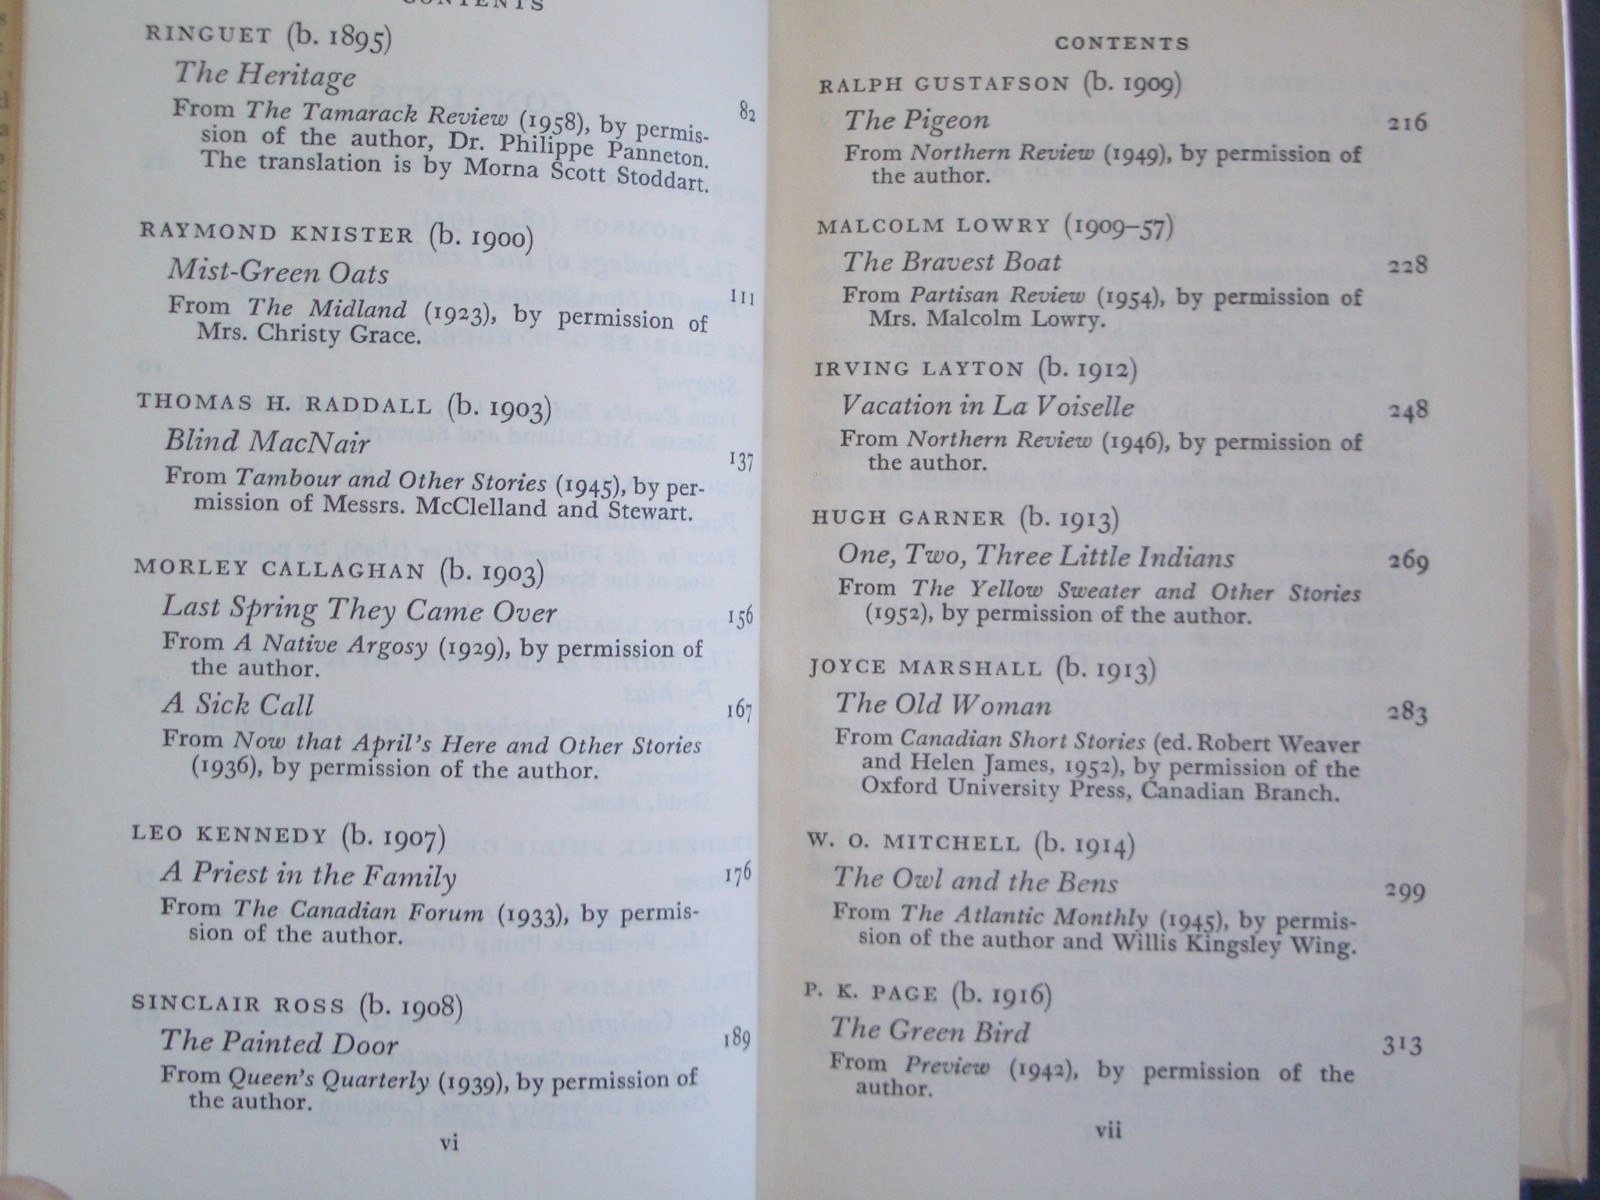 CONTENTS
RINGUET (b. 1895)
The Heritage 82
From The Tamarack Review (1958), by permis-
sion of the author, Dr. Philippe Panneton.
The translation is by Morna Scott Stoddart.
RAYMOND KNISTER (b. 1900)
Mist-Green Oats 111
From The Midland (1923), by permission of
Mrs. Christy Grace.
THOMAS H. RADDALL (b. 1903)
Blind MacNair 137
From Tambour and Other Stories (1945), by per-
mission of Messrs. McClelland and Stewart.
MORLEY CALLAGHAN (b. 1903)
Last Spring They Came Over 156
From A Native Argosy (1929), by permission of
the author.
A Sick Call 167
From Now that April's Here and Other Stories
(1936), by permission of the author.
LEO KENNEDY (b. 1907)
A Priest in the Family 176
From The Canadian Forum (1933), by permis-
sion of the author.
SINCLAIR ROSS (b. 1908)
The Painted Door 189
From Queen's Quarterly (1939), by permission of
the author.
vi
CONTENTS
RALPH GUSTAFSON (b. 1909)
The Pigeon 216
From Northern Review (1949), by permission of
the author.
MALCOLM LOWRY (1909–57)
The Bravest Boat 228
From Partisan Review (1954), by permission of
Mrs. Malcolm Lowry.
IRVING LAYTON (b. 1912)
Vacation in La Voiselle 248
From Northern Review (1946), by permission of
the author.
HUGH GARNER (b. 1913)
One, Two, Three Little Indians 269
From The Yellow Sweater and Other Stories
(1952), by permission of the author.
JOYCE MARSHALL (b. 1913)
The Old Woman 283
From Canadian Short Stories (ed. Robert Weaver
and Helen James, 1952), by permission of the
Oxford University Press, Canadian Branch.
W. O. MITCHELL (b. 1914)
The Owl and the Bens 299
From The Atlantic Monthly (1945), by permis-
sion of the author and Willis Kingsley Wing.
P. K. PAGE (b. 1916)
The Green Bird 313
From Preview (1942), by permission of the
author.
vii